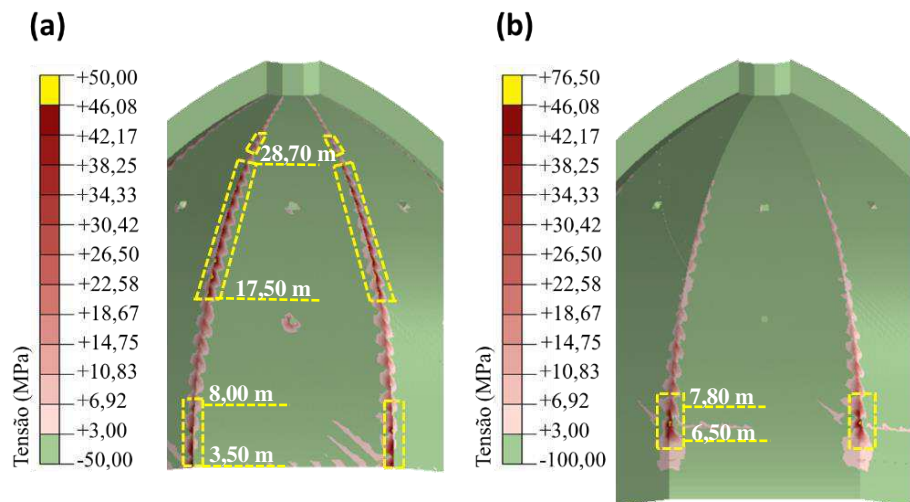 (a)
Tensão (MPa)
+50,00
+46,08
+42,17
+38,25
+34,33
+30,42
+26,50
+22,58
+18,67
+14,75
+10,83
+6,92
+3,00
-50,00
28,70 m
17,50 m
8,00 m
3,50 m
(b)
Tensão (MPa)
+76,50
+46,08
+42,17
+38,25
+34,33
+30,42
+26,50
+22,58
+18,67
+14,75
+10,83
+6,92
+3,00
-100,00
7,80 m
6,50 m